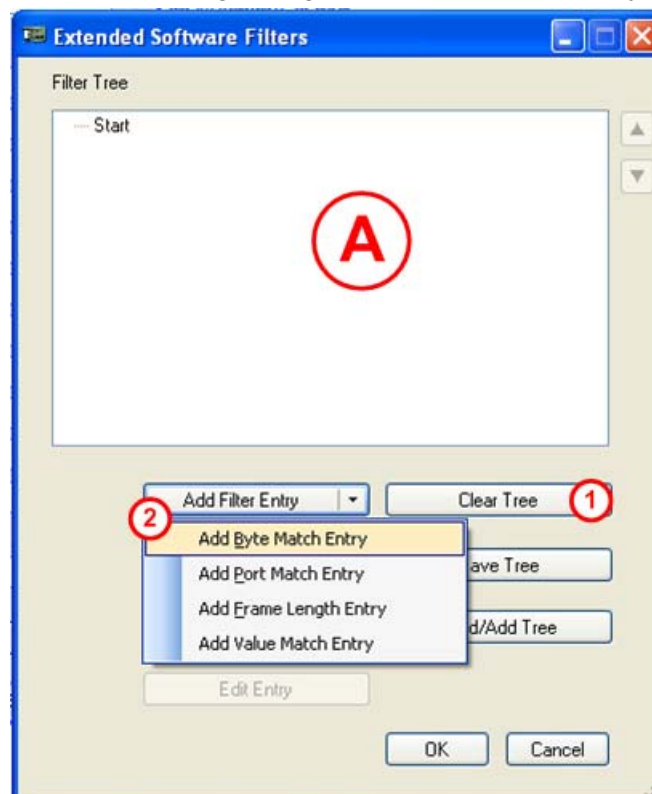 Extended Software Filters
Filter Tree
Start
A
Add Filter Entry
Clear Tree
1
2
Add Byte Match Entry
ave Tree
Add Port Match Entry
Add Frame Length Entry
d/Add Tree
Add Value Match Entry
Edit Entry
OK
Cancel